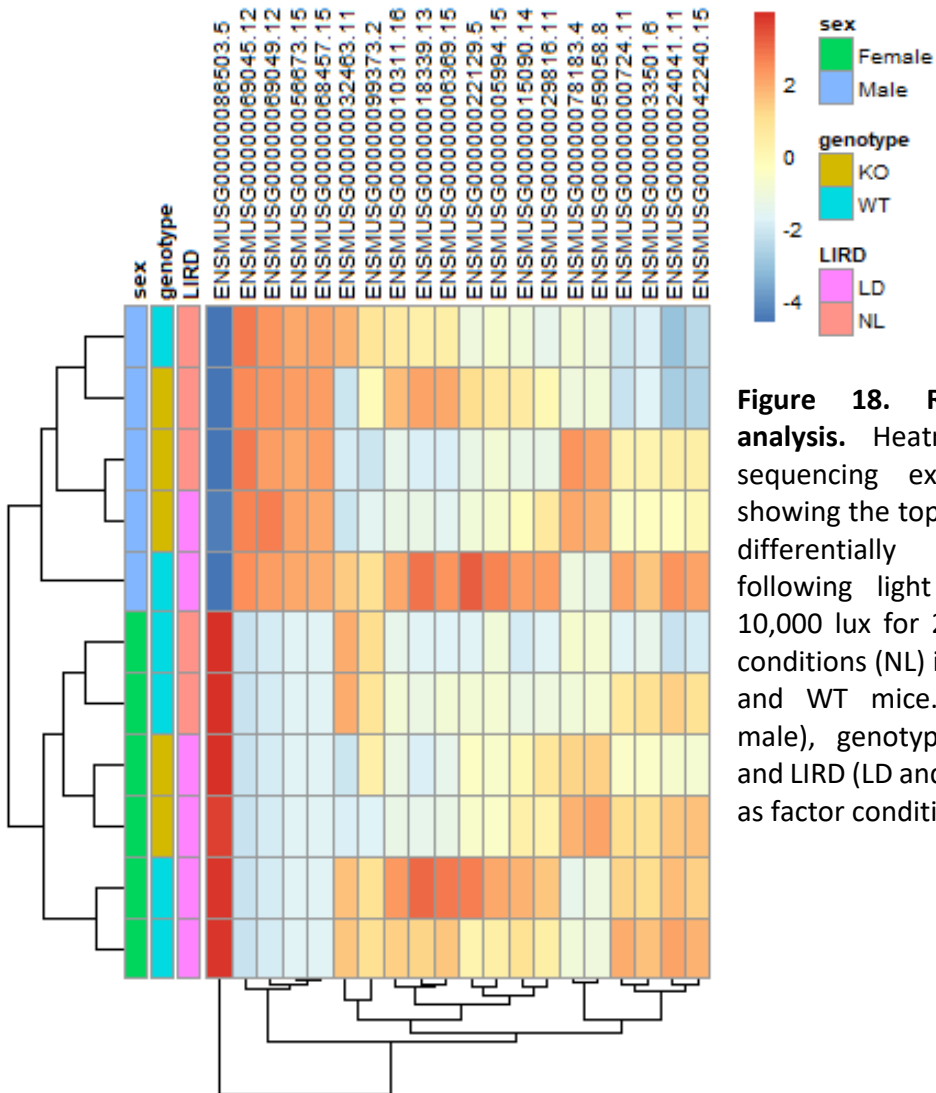 sex
genotype
LIRD
ENSMUSG00000086503.5
ENSMUSG00000069045.12
ENSMUSG00000069049.12
ENSMUSG00000056673.15
ENSMUSG00000068457.15
ENSMUSG00000032463.11
ENSMUSG00000099373.2
ENSMUSG00000010311.16
ENSMUSG00000018339.13
ENSMUSG00000006369.15
ENSMUSG00000022129.5
ENSMUSG00000005994.15
ENSMUSG00000015090.14
ENSMUSG00000029816.11
ENSMUSG00000078183.4
ENSMUSG00000059058.8
ENSMUSG00000000724.11
ENSMUSG00000033501.6
ENSMUSG00000024041.11
ENSMUSG00000042240.15
2
0
-2
-4
sex
Female
Male
genotype
KO
WT
LIRD
LD
NL
Figure 18. R
analysis. Heat
sequencing ex
showing the top
differentially
following light
10,000 lux for 2
conditions (NL) i
and WT mice.
male), genotyp
and LIRD (LD and
as factor conditi